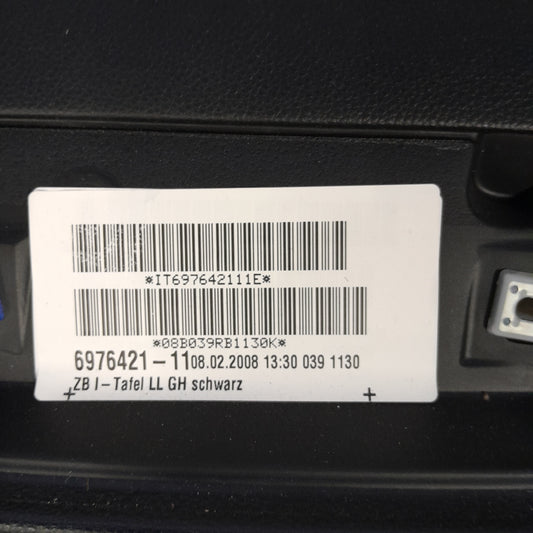 *IT697642111E*
*08B039RB1130K*
6976421-11 08.02.2008 13:30 039 1130
ZB I-Tafel LL GH schwarz